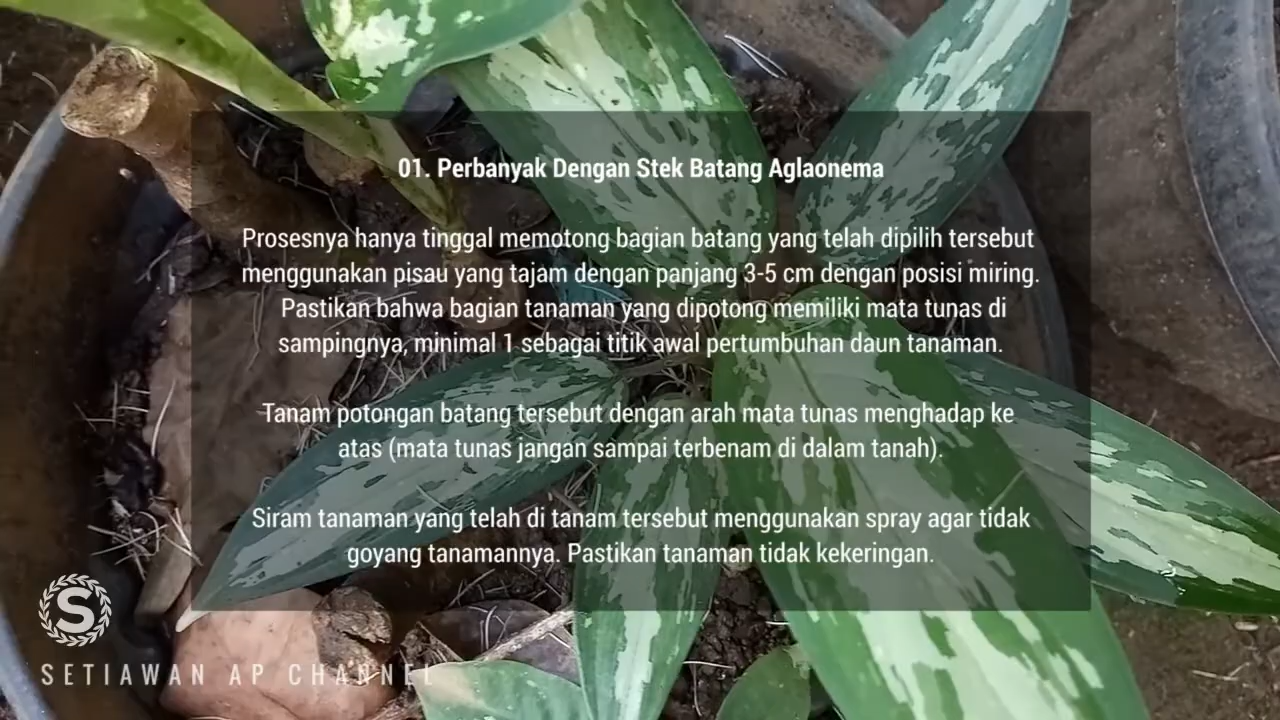 01. Perbanyak Dengan Stek Batang Aglaonema
Prosesnya hanya tinggal memotong bagian batang yang telah dipilih tersebut
menggunakan pisau yang tajam dengan panjang 3-5 cm dengan posisi miring.
Pastikan bahwa bagian tanaman yang dipotong memiliki mata tunas di
sampingnya, minimal 1 sebagai titik awal pertumbuhan daun tanaman.
Tanam potongan batang tersebut dengan arah mata tunas menghadap ke
atas (mata tunas jangan sampai terbenam di dalam tanah).
Siram tanaman yang telah di tanam tersebut menggunakan spray agar tidak
goyang tanamannya. Pastikan tanaman tidak kekeringan.
S
SETIAWAN AP CHANNEL